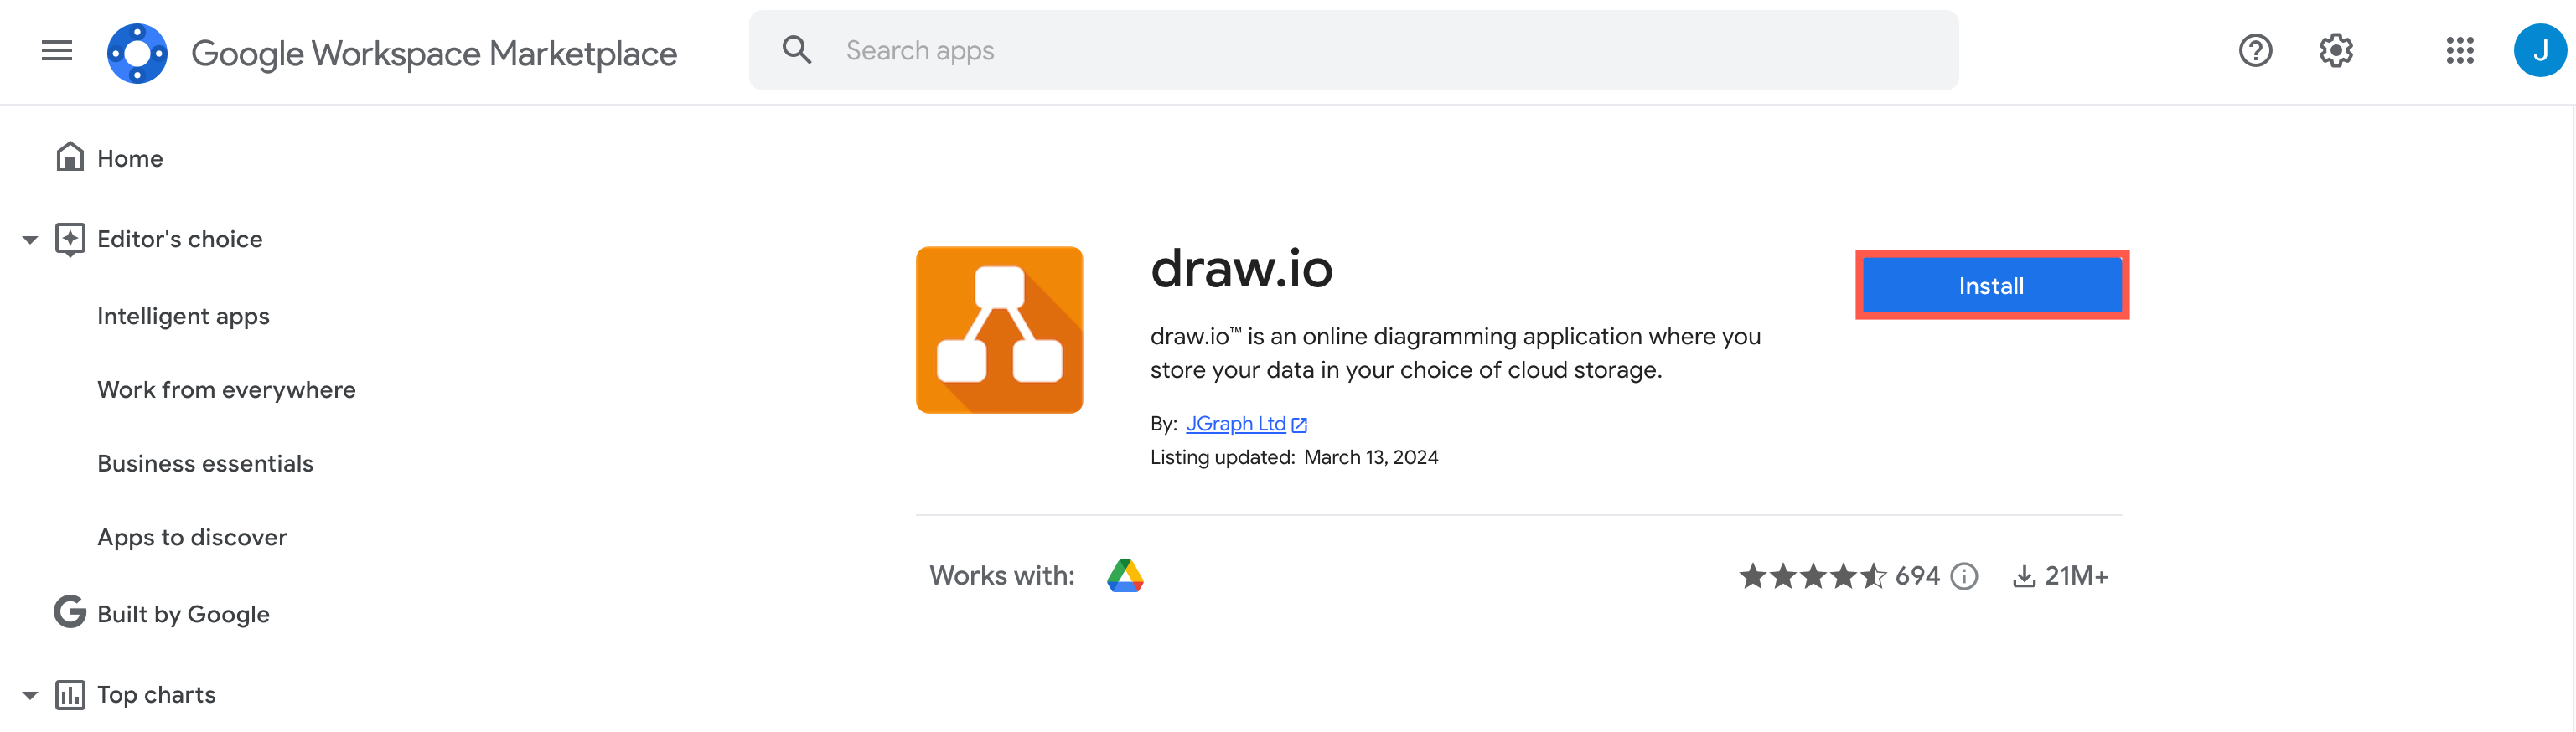 Google Workspace Marketplace
Search apps
J
Home
Editor's choice
Intelligent apps
Work from everywhere
Business essentials
Apps to discover
Built by Google
Top charts
draw.io
Install
draw.io™ is an online diagramming application where you
store your data in your choice of cloud storage.
By: JGraph Ltd
Listing updated: March 13, 2024
Works with:
694
21M+